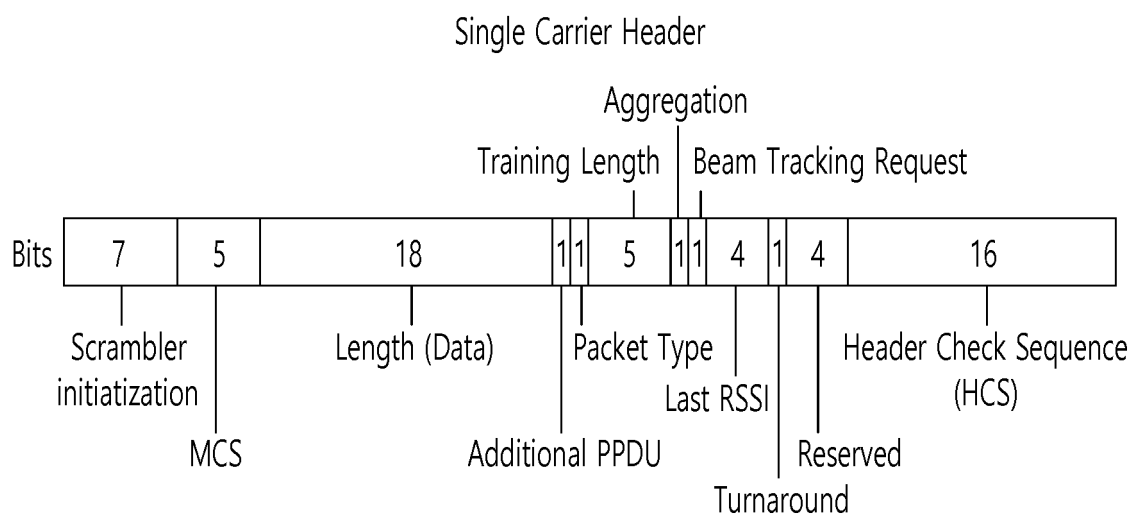 Single Carrier Header
Aggregation
Training Length
Beam Tracking Request
Bits 7 5 18 1 1 5 1 1 4 1 4 16
Scrambler
initiatization
Length (Data)
Packet Type
Header Check Sequence
(HCS)
Last RSSI
MCS
Additional PPDU
Reserved
Turnaround